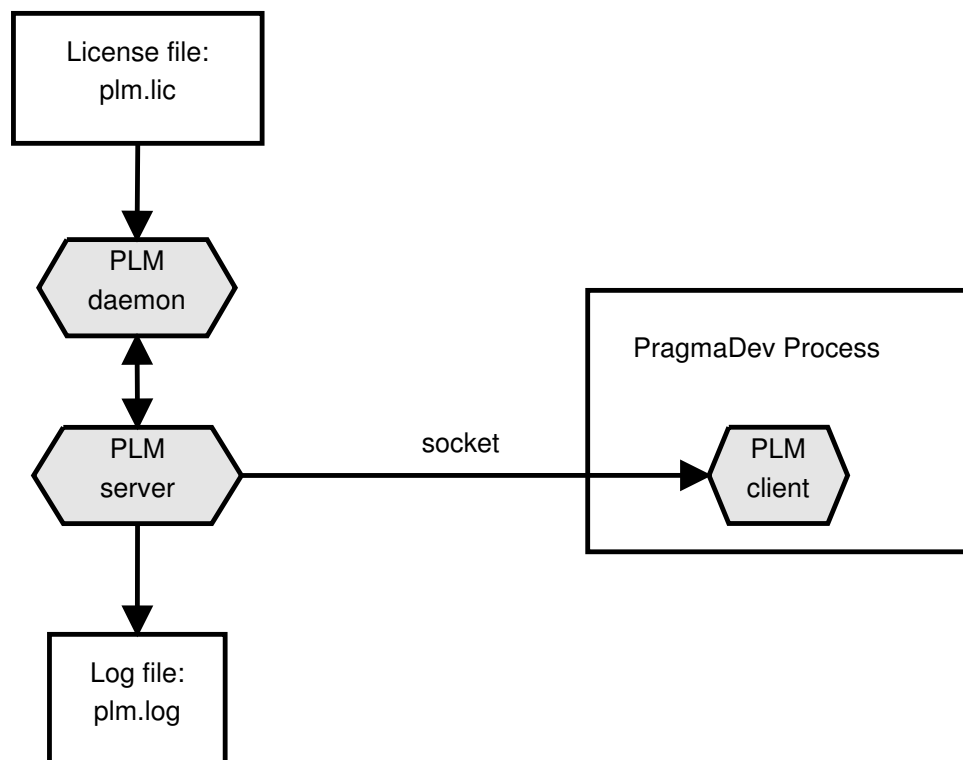 License file:
plm.lic
PLM
daemon
PragmaDev Process
PLM
server
socket
PLM
client
Log file:
plm.log